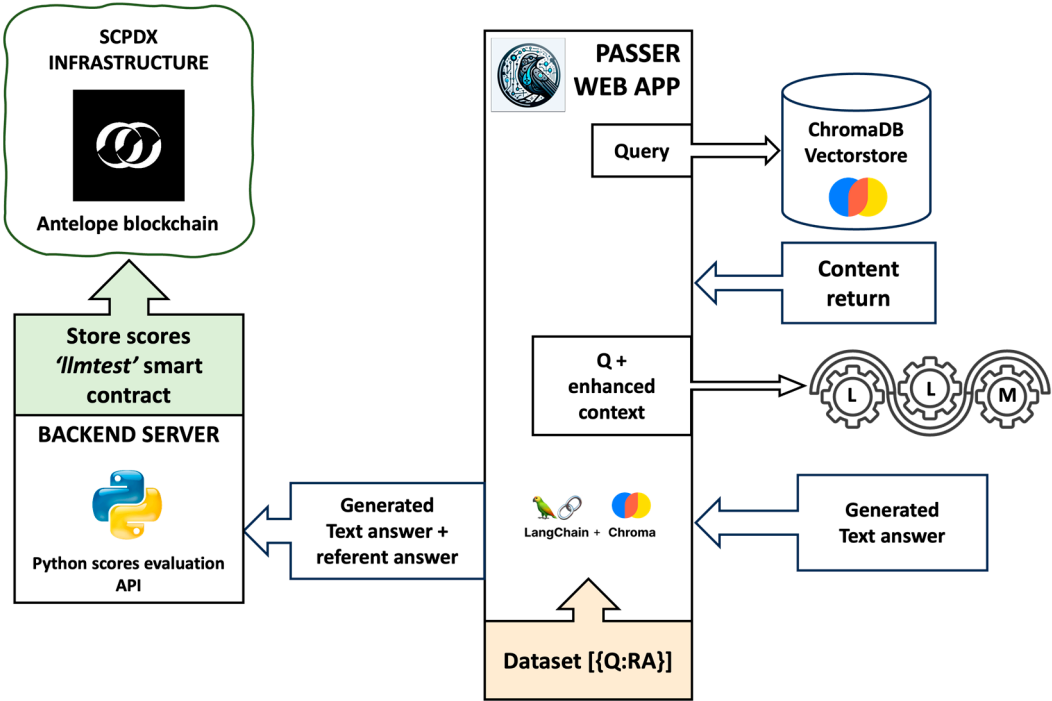 SCPDX
INFRASTRUCTURE
Antelope blockchain
Store scores
‘llmtest’ smart
contract
BACKEND SERVER
Python scores evaluation
API
Generated
Text answer +
referent answer
PASSER
WEB APP
Query
Q +
enhanced
context
LangChain + Chroma
Dataset [{Q:RA}]
ChromaDB
Vectorstore
Content
return
L L M
Generated
Text answer